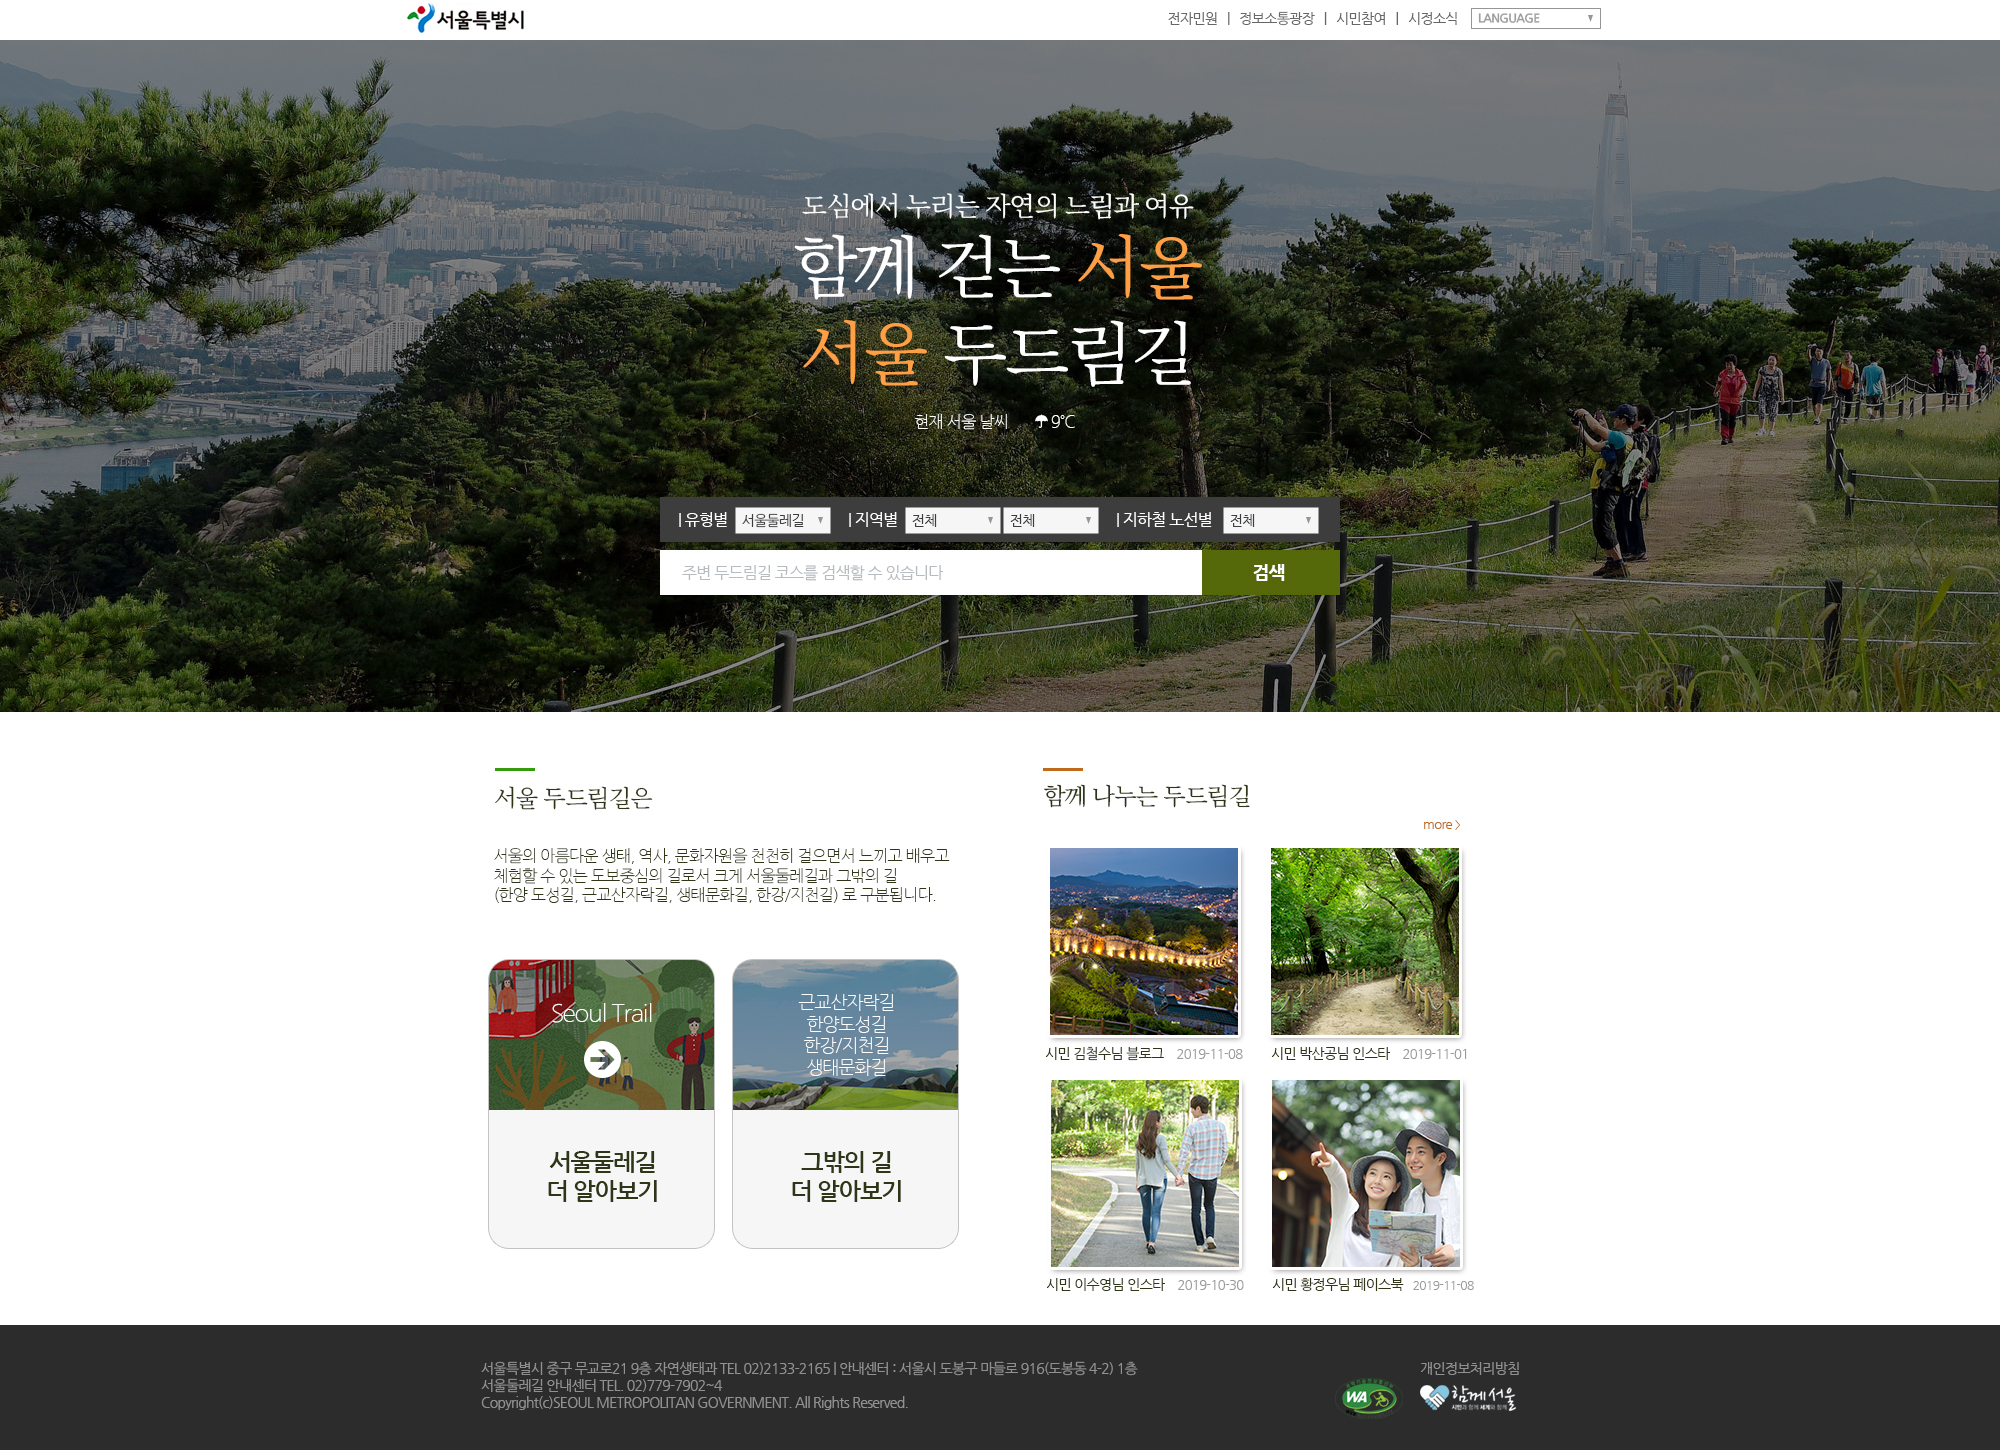 서울특별시
전자민원 | 정보소통광장 | 시민참여 | 시정소식 LANGUAGE
도심에서 누리는 자연의 느림과 여유
함께 걷는 서울
서울 두드림길
현재 서울 날씨 9℃
| 유형별 서울둘레길 | 지역별 전체 전체 | 지하철 노선별 전체
주변 두드림길 코스를 검색할 수 있습니다 검색
서울 두드림길은
서울의 아름다운 생태, 역사, 문화자원을 천천히 걸으면서 느끼고 배우고
체험할 수 있는 도보중심의 길로서 크게 서울둘레길과 그밖의 길
(한양 도성길, 근교산자락길, 생태문화길, 한강/지천길) 로 구분됩니다.
Seoul Trail
서울둘레길
더 알아보기
근교산자락길
한양도성길
한강/지천길
생태문화길
그밖의 길
더 알아보기
함께 나누는 두드림길
more >
시민 김철수님 블로그 2019-11-08
시민 박산공님 인스타 2019-11-01
시민 이수영님 인스타 2019-10-30
시민 황정우님 페이스북 2019-11-08
서울특별시 중구 무교로21 9층 자연생태과 TEL 02)2133-2165 | 안내센터 : 서울시 도봉구 마들로 916(도봉동 4-2) 1층
서울둘레길 안내센터 TEL. 02)779-7902~4
Copyright(c)SEOUL METROPOLITAN GOVERNMENT. All Rights Reserved.
WA
개인정보처리방침
함께서울
시민과 함께 세계와 함께